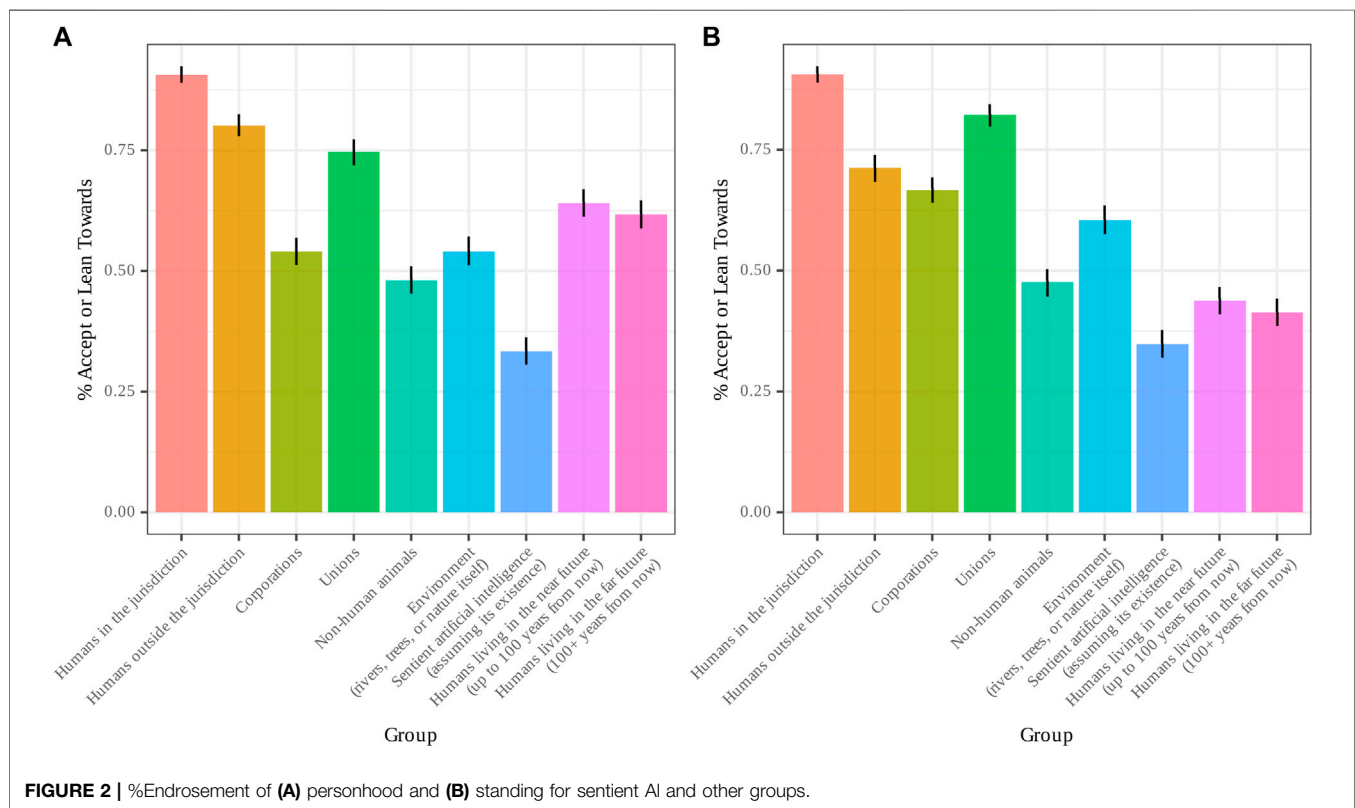 A
% Accept or Lean Towards
0.75
0.50
0.25
0.00
Humans in the jurisdiction
Humans outside the jurisdiction
Corporations
Unions
Non-human animals
Environment
(rivers, trees, or nature itself)
Sentient artificial intelligence
(assuming its existence)
Humans living in the near future
(up to 100 years from now)
Humans living in the far future
(100+ years from now)
Group
B
% Accept or Lean Towards
0.75
0.50
0.25
0.00
Humans in the jurisdiction
Humans outside the jurisdiction
Corporations
Unions
Non-human animals
Environment
(rivers, trees, or nature itself)
Sentient artificial intelligence
(assuming its existence)
Humans living in the near future
(up to 100 years from now)
Humans living in the far future
(100+ years from now)
Group
FIGURE 2 | %Endrosement of (A) personhood and (B) standing for sentient AI and other groups.